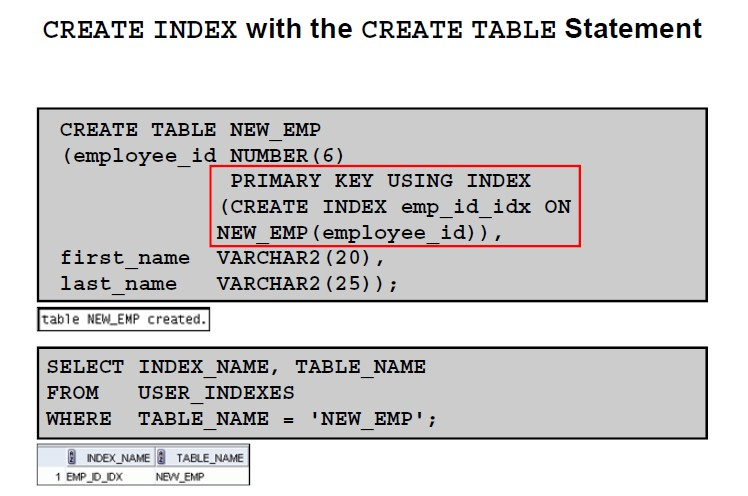 CREATE INDEX with the CREATE TABLE Statement
CREATE TABLE NEW_EMP
(employee_id NUMBER(6)
PRIMARY KEY USING INDEX
(CREATE INDEX emp_id_idx ON
NEW_EMP(employee_id)),
first_name VARCHAR2(20),
last_name VARCHAR2(25));
table NEW_EMP created.
SELECT INDEX_NAME, TABLE_NAME
FROM USER_INDEXES
WHERE TABLE_NAME = 'NEW_EMP';
INDEX_NAME TABLE_NAME
1 EMP_ID_IDX NEW_EMP